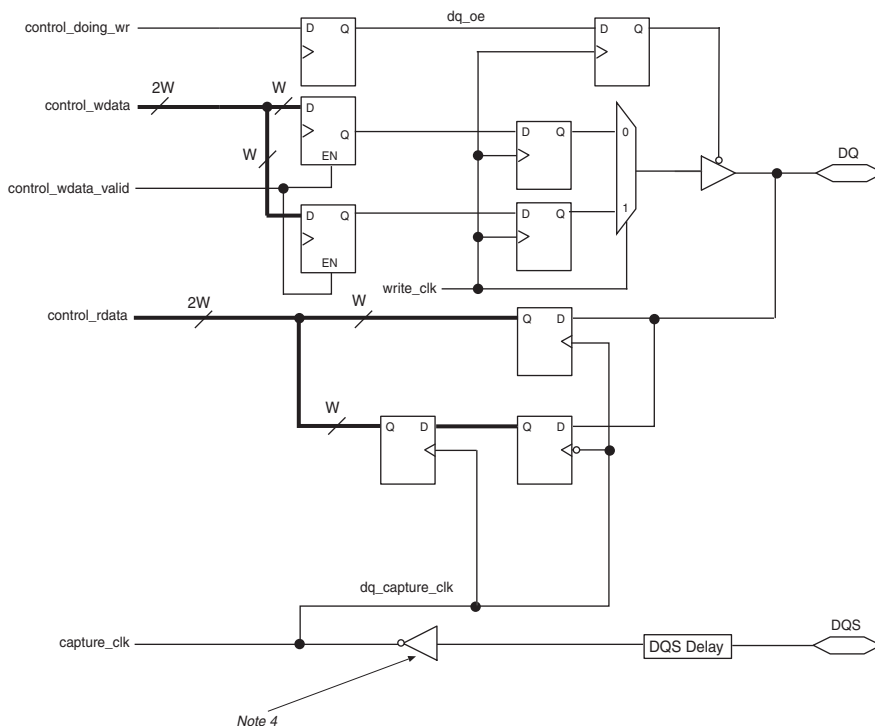 dq_oe
control_doing_wr
D Q
D Q
2W
W
control_wdata
D
Q
EN
W
D Q
0
DQ
control_wdata_valid
D Q
EN
D Q
1
write_clk
control_rdata
2W
W
Q D
W
Q D
Q D
dq_capture_clk
DQS
capture_clk
DQS Delay
Note 4